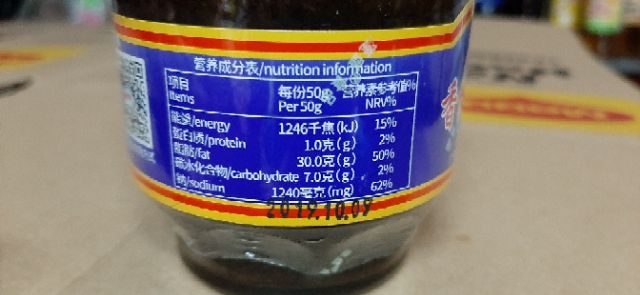 营养成分表/nutrition information
项目 每份50g 营养素参考值%
Items Per 50g NRV%
能量/energy 1246千焦(kJ) 15%
蛋白质/protein 1.0克(g) 2%
脂肪/fat 30.0克(g) 50%
碳水化合物/carbohydrate 7.0克(g) 2%
钠/sodium 1240毫克(mg) 62%
2019.10.09
香